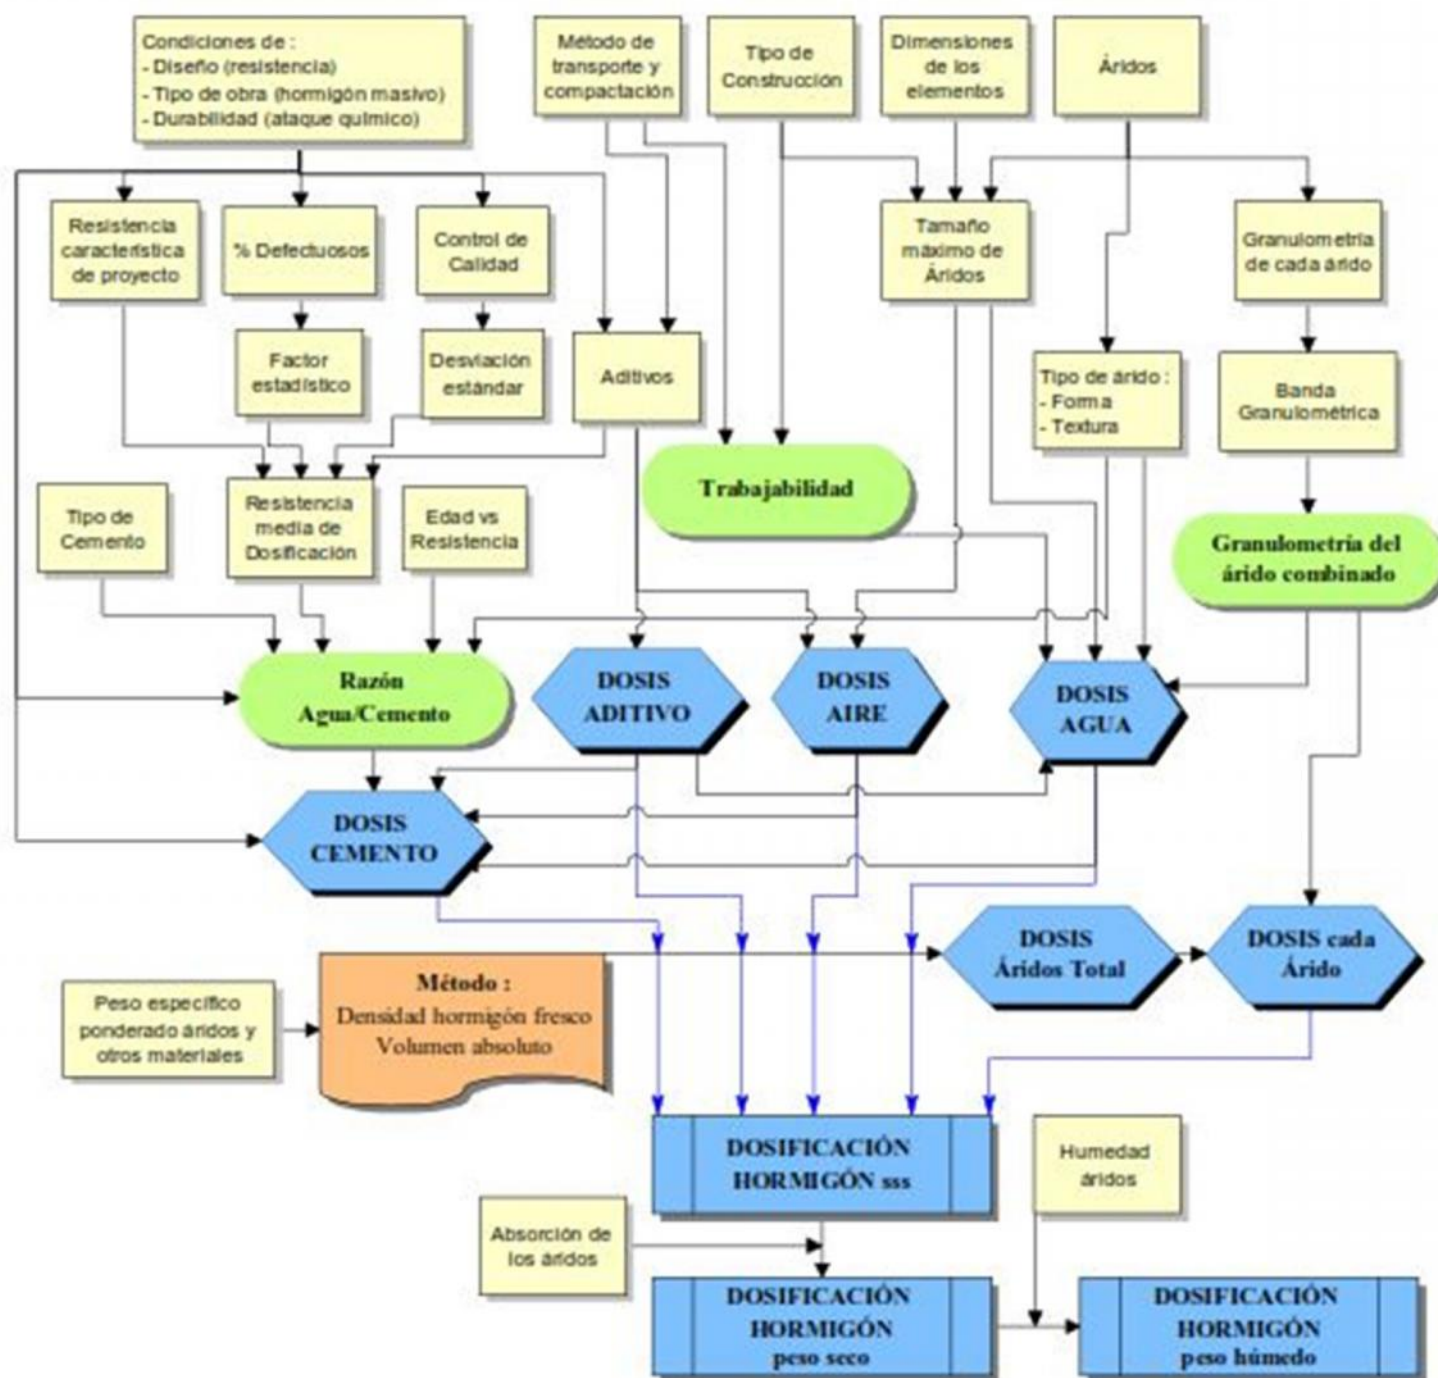 Condiciones de :
- Diseño (resistencia)
- Tipo de obra (hormigón masivo)
- Durabilidad (ataque químico)
Método de
transporte y
compactación
Tipo de
Construcción
Dimensiones
de los
elementos
Áridos
Resistencia
característica
de proyecto
% Defectuosos
Control de
Calidad
Tamaño
máximo de
Áridos
Granulometría
de cada árido
Factor
estadístico
Desviación
estándar
Aditivos
Tipo de árido :
- Forma
- Textura
Banda
Granulométrica
Trabajabilidad
Tipo de
Cemento
Resistencia
media de
Dosificación
Edad vs
Resistencia
Granulometría del
árido combinado
Razón
Agua/Cemento
DOSIS
ADITIVO
DOSIS
AIRE
DOSIS
AGUA
DOSIS
CEMENTO
DOSIS
Áridos Total
DOSIS cada
Árido
Peso específico
ponderado áridos y
otros materiales
Método :
Densidad hormigón fresco
Volumen absoluto
DOSIFICACIÓN
HORMIGÓN sss
Humedad
áridos
Absorción de
los áridos
DOSIFICACIÓN
HORMIGÓN
peso seco
DOSIFICACIÓN
HORMIGÓN
peso húmedo